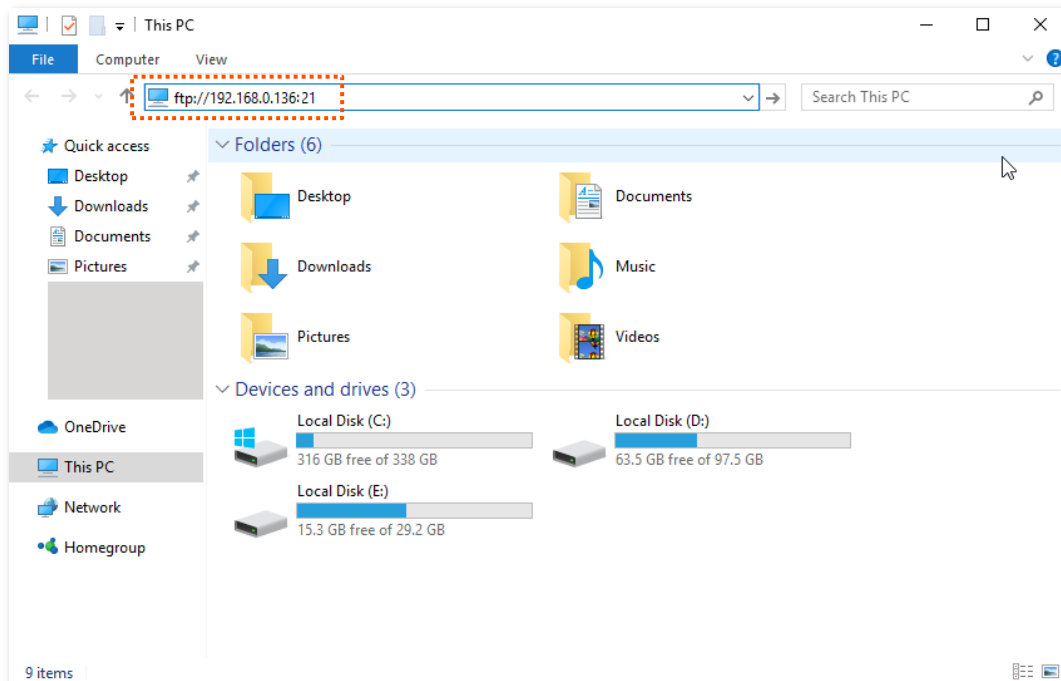 This PC
File Computer View
?
ftp://192.168.0.136:21
Search This PC
Quick access
Desktop
Downloads
Documents
Pictures
OneDrive
This PC
Network
Homegroup
Folders (6)
Desktop
Documents
Downloads
Music
Pictures
Videos
Devices and drives (3)
Local Disk (C:)
316 GB free of 338 GB
Local Disk (D:)
63.5 GB free of 97.5 GB
Local Disk (E:)
15.3 GB free of 29.2 GB
9 items